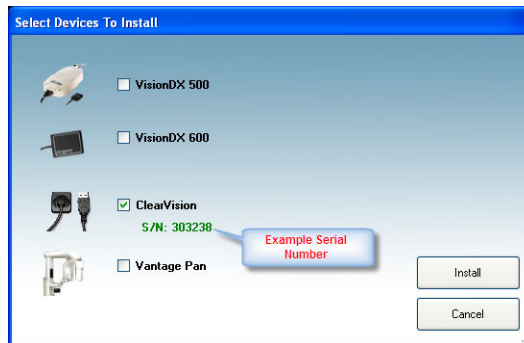 Select Devices To Install
VisionDX 500
VisionDX 600
ClearVision
S/N: 303238
Example Serial
Number
Vantage Pan
Install
Cancel